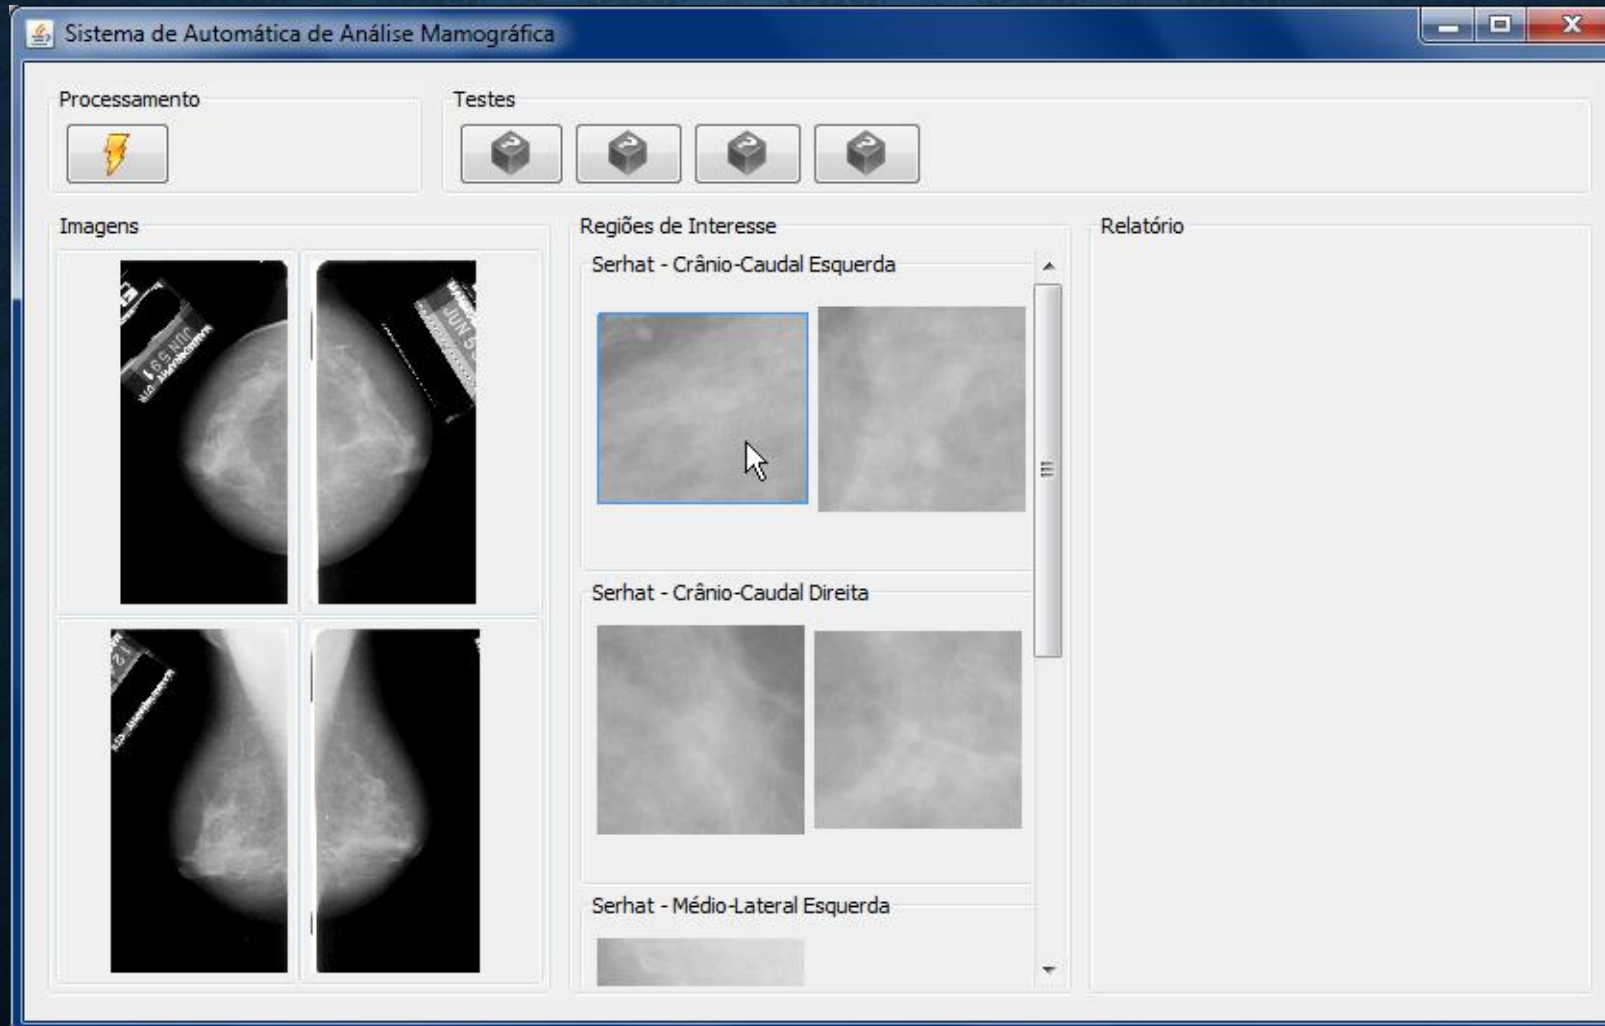 Sistema de Automática de Análise Mamográfica
Processamento
Testes
Imagens
Regiões de Interesse
Relatório
Serhat - Crânio-Caudal Esquerda
Serhat - Crânio-Caudal Direita
Serhat - Médio-Lateral Esquerda